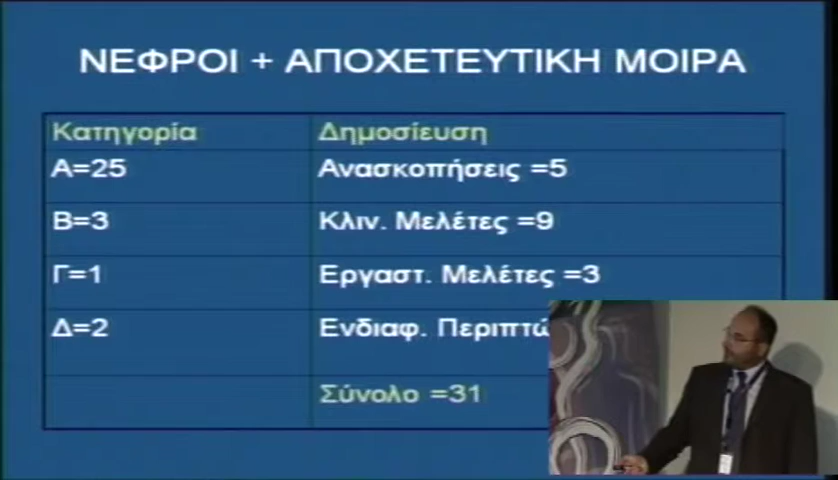 ΝΕΦΡΟΙ + ΑΠΟΧΕΤΕΥΤΙΚΗ ΜΟΙΡΑ
Κατηγορία Δημοσίευση
Α=25 Ανασκοπήσεις =5
Β=3 Κλιν. Μελέτες =9
Γ=1 Εργαστ. Μελέτες =3
Δ=2 Ενδιαφ.
Σύνολο =31